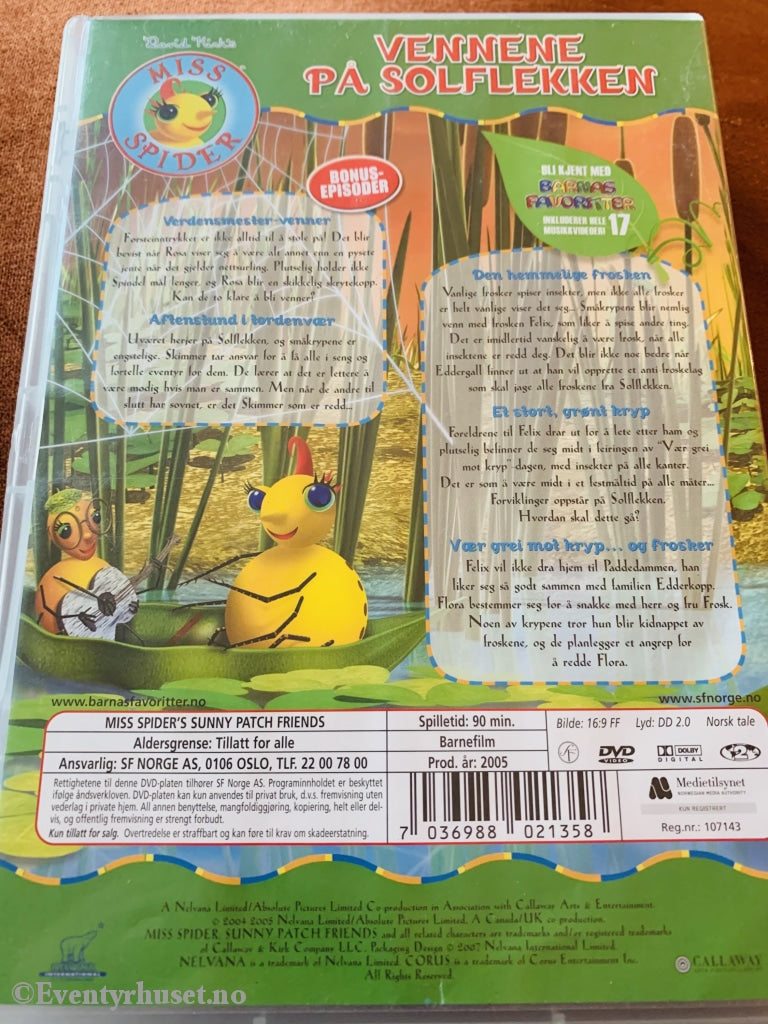 David Kirk's
MISS
SPIDER
VENNENE
PÅ SOLFLEKKEN
BONUS-
EPISODER
BLI KJENT MED
BARNAS
FAVORITTER
INKLUDERER HELE 17
MUSIKKVIDEOER!
Verdensmester-venner
Førsteinntrykket er ikke alltid til å stole på! Det blir
bevist når Rosa viser seg å være alt annet enn en pysete
jente når det gjelder nettsurfing. Plutselig holder ikke
Spindel mål lenger, og Rosa blir en skikkelig skrytekopp.
Kan de to klare å bli venner?
Aftenstund i tordenvær
Uværet herjer på Solflekken, og småkrypene er
engstelige. Skimmer tar ansvar for å få alle i seng og
fortelle eventyr for dem. De lærer at det er lettere å
være modig hvis man er sammen. Men når de andre til
slutt har sovnet, er det Skimmer som er redd...
Den hemmelige frosken
Vanlige frosker spiser insekter, men ikke alle frosker
er helt vanlige viser det seg... Småkrypene blir nemlig
venn med frosken Felix, som liker å spise andre ting.
Det er imidlertid vanskelig å være frosk, når alle
insektene er redd deg. Det blir ikke noe bedre når
Eddergall finner ut at han vil opprette et anti froskelag
som skal jage alle froskene fra Solflekken.
Et stort, grønt kryp
Foreldrene til Felix drar ut for å lete etter ham og
plutselig befinner de seg midt i feiringen av "Vær grei
mot kryp"-dagen, med insekter på alle kanter.
Det er som å være midt i et festmåltid på alle måter...
Forviklinger oppstår på Solflekken.
Hvordan skal dette gå?
Vær grei mot kryp... og frosker
Felix vil ikke dra hjem til Paddedammen, han
liker seg så godt sammen med familien Edderkopp.
Flora bestemmer seg for å snakke med herr og fru Frosk.
Noen av krypene tror hun blir kidnappet av
froskene, og de planlegger et angrep for
å redde Flora.
www.barnasfavoritter.no
www.sfnorge.no
MISS SPIDER'S SUNNY PATCH FRIENDS
Aldersgrense: Tillatt for alle
Ansvarlig: SF NORGE AS, 0106 OSLO, TLF. 22 00 78 00
Spilletid: 90 min.
Barnefilm
Prod. år: 2005
Bilde: 16:9 FF Lyd: DD 2.0 Norsk tale
DVD
VIDEO
DOLBY
DIGITAL
2
Rettighetene til denne DVD-platen tilhører SF Norge AS. Programinnholdet er beskyttet
ifølge åndsverkloven. DVD-platen kan kun anvendes til privat bruk, d.v.s. fremvisning uten
vederlag i private hjem. All annen benyttelse, mangfoldiggjøring, kopiering, helt eller del-
vis, og offentlig fremvisning er strengt forbudt.
Kun tillatt for salg. Overtredelse er straffbart og kan føre til krav om skadeerstatning.
7 036988 021358
Medietilsynet
NORWEGIAN MEDIA AUTHORITY
KUN REGISTRERT
Reg.nr.: 107143
A Nelvana Limited/Absolute Pictures Limited Co-production in Association with Callaway Arts & Entertainment.
© 2004-2005 Nelvana Limited/Absolute Pictures Limited. A Canada/UK co-production.
MISS SPIDER, SUNNY PATCH FRIENDS and all related characters are trademarks and/or registered trademarks
of Callaway & Kirk Company LLC. Packaging Design © 2007 Nelvana International Limited.
NELVANA is a trademark of Nelvana Limited. CORUS is a trademark of Corus Entertainment Inc.
All Rights Reserved.
CALLAWAY
©Eventyrhuset.no